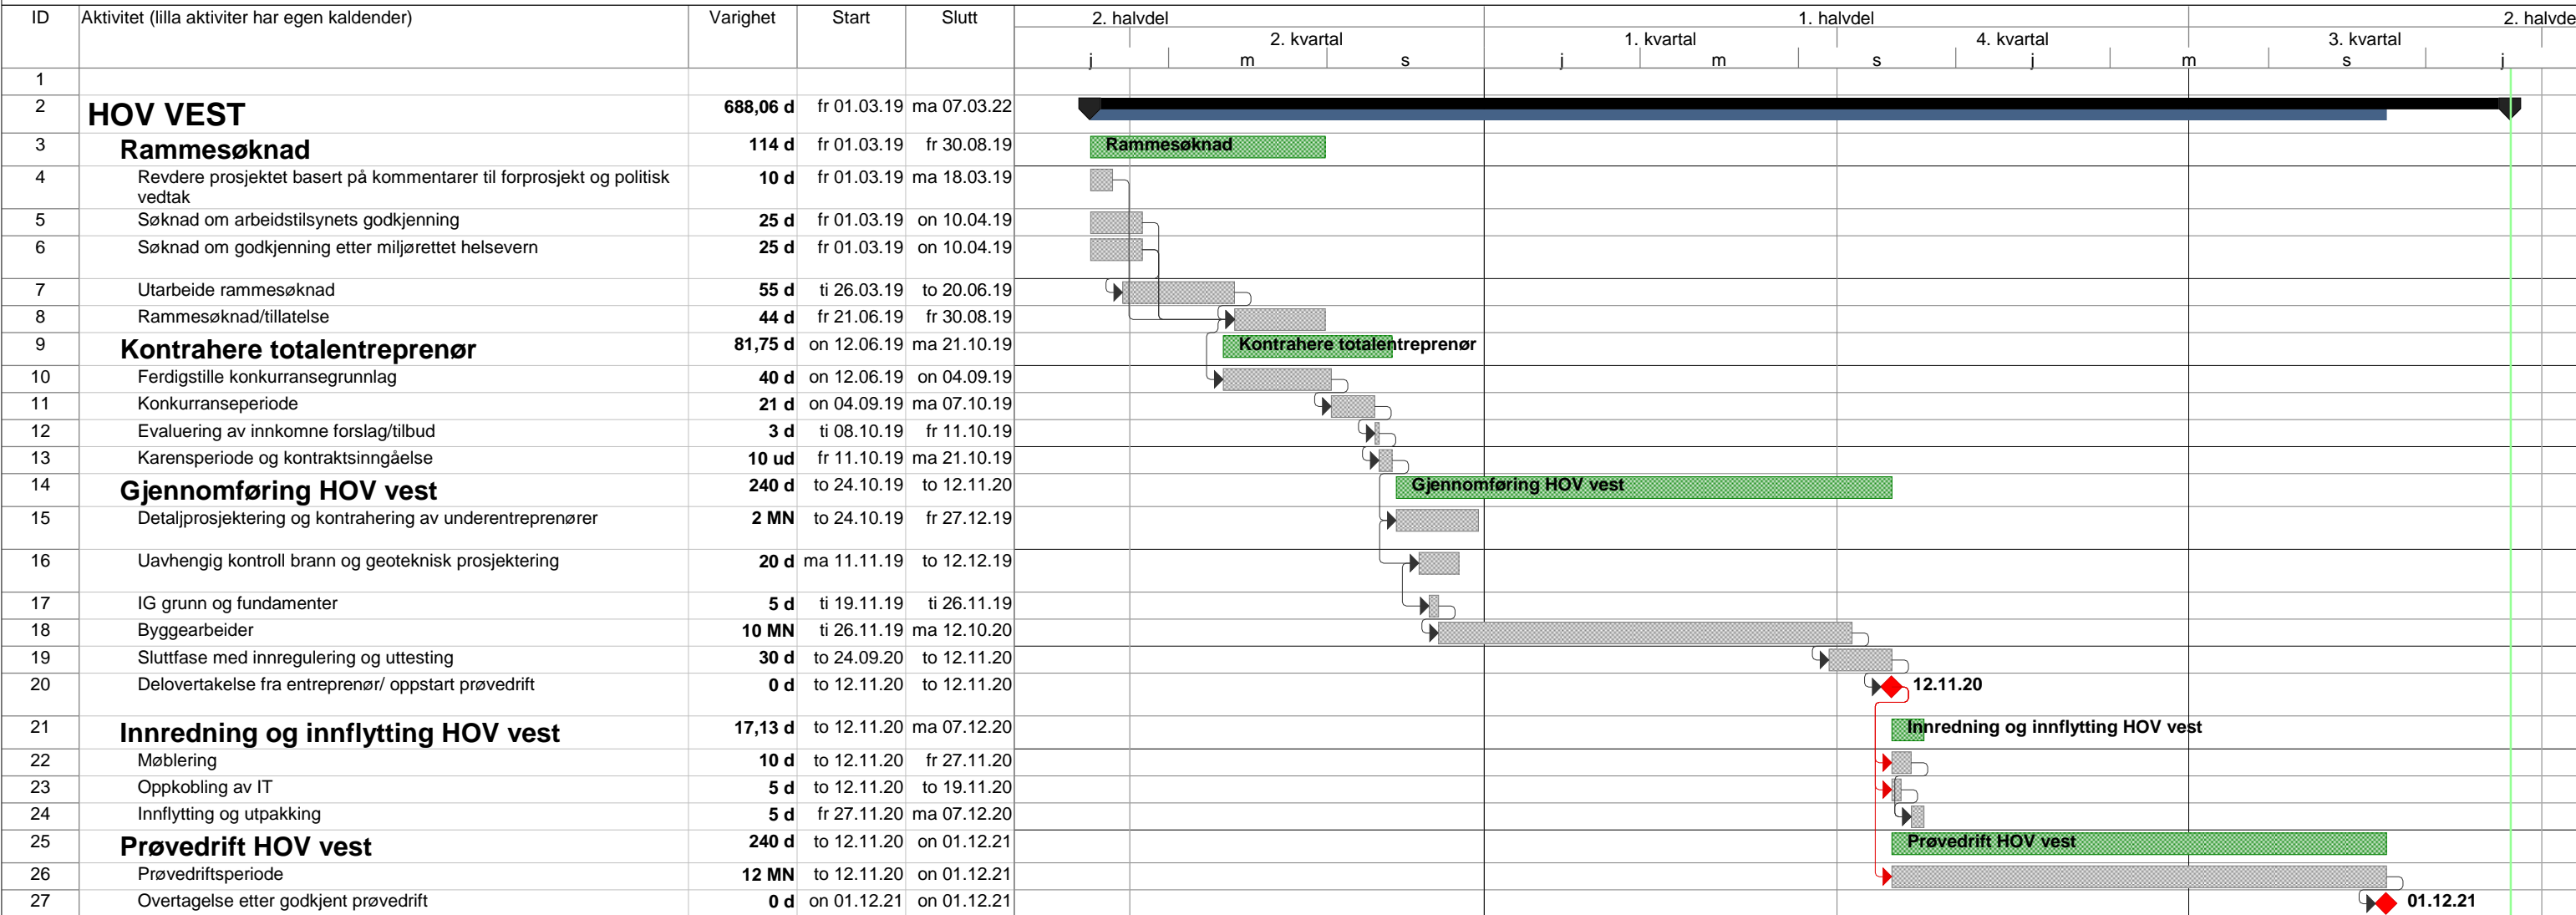 ID Aktivitet (lilla aktiviter har egen kaldender) Varighet Start Slutt 2. halvdel 1. halvdel 2. halvde
2. kvartal 1. kvartal 4. kvartal 3. kvartal
j m s j m s j m s j
1
2 HOV VEST 688,06 d fr 01.03.19 ma 07.03.22
3 Rammesøknad 114 d fr 01.03.19 fr 30.08.19 Rammesøknad
4 Revdere prosjektet basert på kommentarer til forprosjekt og politisk 10 d fr 01.03.19 ma 18.03.19
vedtak
5 Søknad om arbeidstilsynets godkjenning 25 d fr 01.03.19 on 10.04.19
6 Søknad om godkjenning etter miljørettet helsevern 25 d fr 01.03.19 on 10.04.19
7 Utarbeide rammesøknad 55 d ti 26.03.19 to 20.06.19
8 Rammesøknad/tillatelse 44 d fr 21.06.19 fr 30.08.19
9 Kontrahere totalentreprenør 81,75 d on 12.06.19 ma 21.10.19 Kontrahere totalentreprenør
10 Ferdigstille konkurransegrunnlag 40 d on 12.06.19 on 04.09.19
11 Konkurranseperiode 21 d on 04.09.19 ma 07.10.19
12 Evaluering av innkomne forslag/tilbud 3 d ti 08.10.19 fr 11.10.19
13 Karensperiode og kontraktsinngåelse 10 ud fr 11.10.19 ma 21.10.19
14 Gjennomføring HOV vest 240 d to 24.10.19 to 12.11.20 Gjennomføring HOV vest
15 Detaljprosjektering og kontrahering av underentreprenører 2 MN to 24.10.19 fr 27.12.19
16 Uavhengig kontroll brann og geoteknisk prosjektering 20 d ma 11.11.19 to 12.12.19
17 IG grunn og fundamenter 5 d ti 19.11.19 ti 26.11.19
18 Byggearbeider 10 MN ti 26.11.19 ma 12.10.20
19 Sluttfase med innregulering og uttesting 30 d to 24.09.20 to 12.11.20
20 Delovertakelse fra entreprenør/ oppstart prøvedrift 0 d to 12.11.20 to 12.11.20 12.11.20
21 Innredning og innflytting HOV vest 17,13 d to 12.11.20 ma 07.12.20 Innredning og innflytting HOV vest
22 Møblering 10 d to 12.11.20 fr 27.11.20
23 Oppkobling av IT 5 d to 12.11.20 to 19.11.20
24 Innflytting og utpakking 5 d fr 27.11.20 ma 07.12.20
25 Prøvedrift HOV vest 240 d to 12.11.20 on 01.12.21 Prøvedrift HOV vest
26 Prøvedriftsperiode 12 MN to 12.11.20 on 01.12.21
27 Overtagelse etter godkjent prøvedrift 0 d on 01.12.21 on 01.12.21 01.12.21